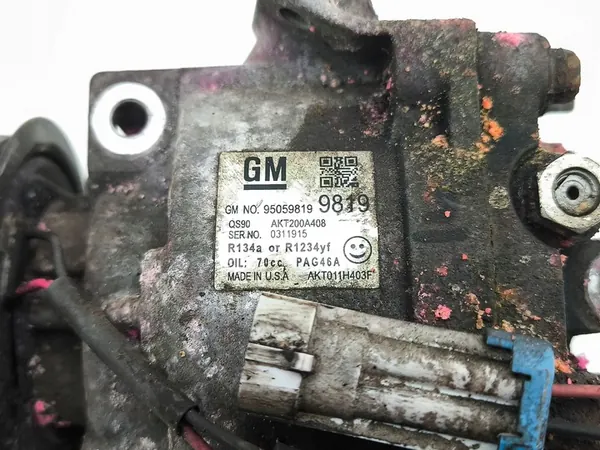 GM
GM NO. 95059819 9819
QS90 AKT200A408
SER.NO. 0311915
R134a or R1234yf
OIL: 70cc PAG46A
MADE IN U.S.A AKT011H403F